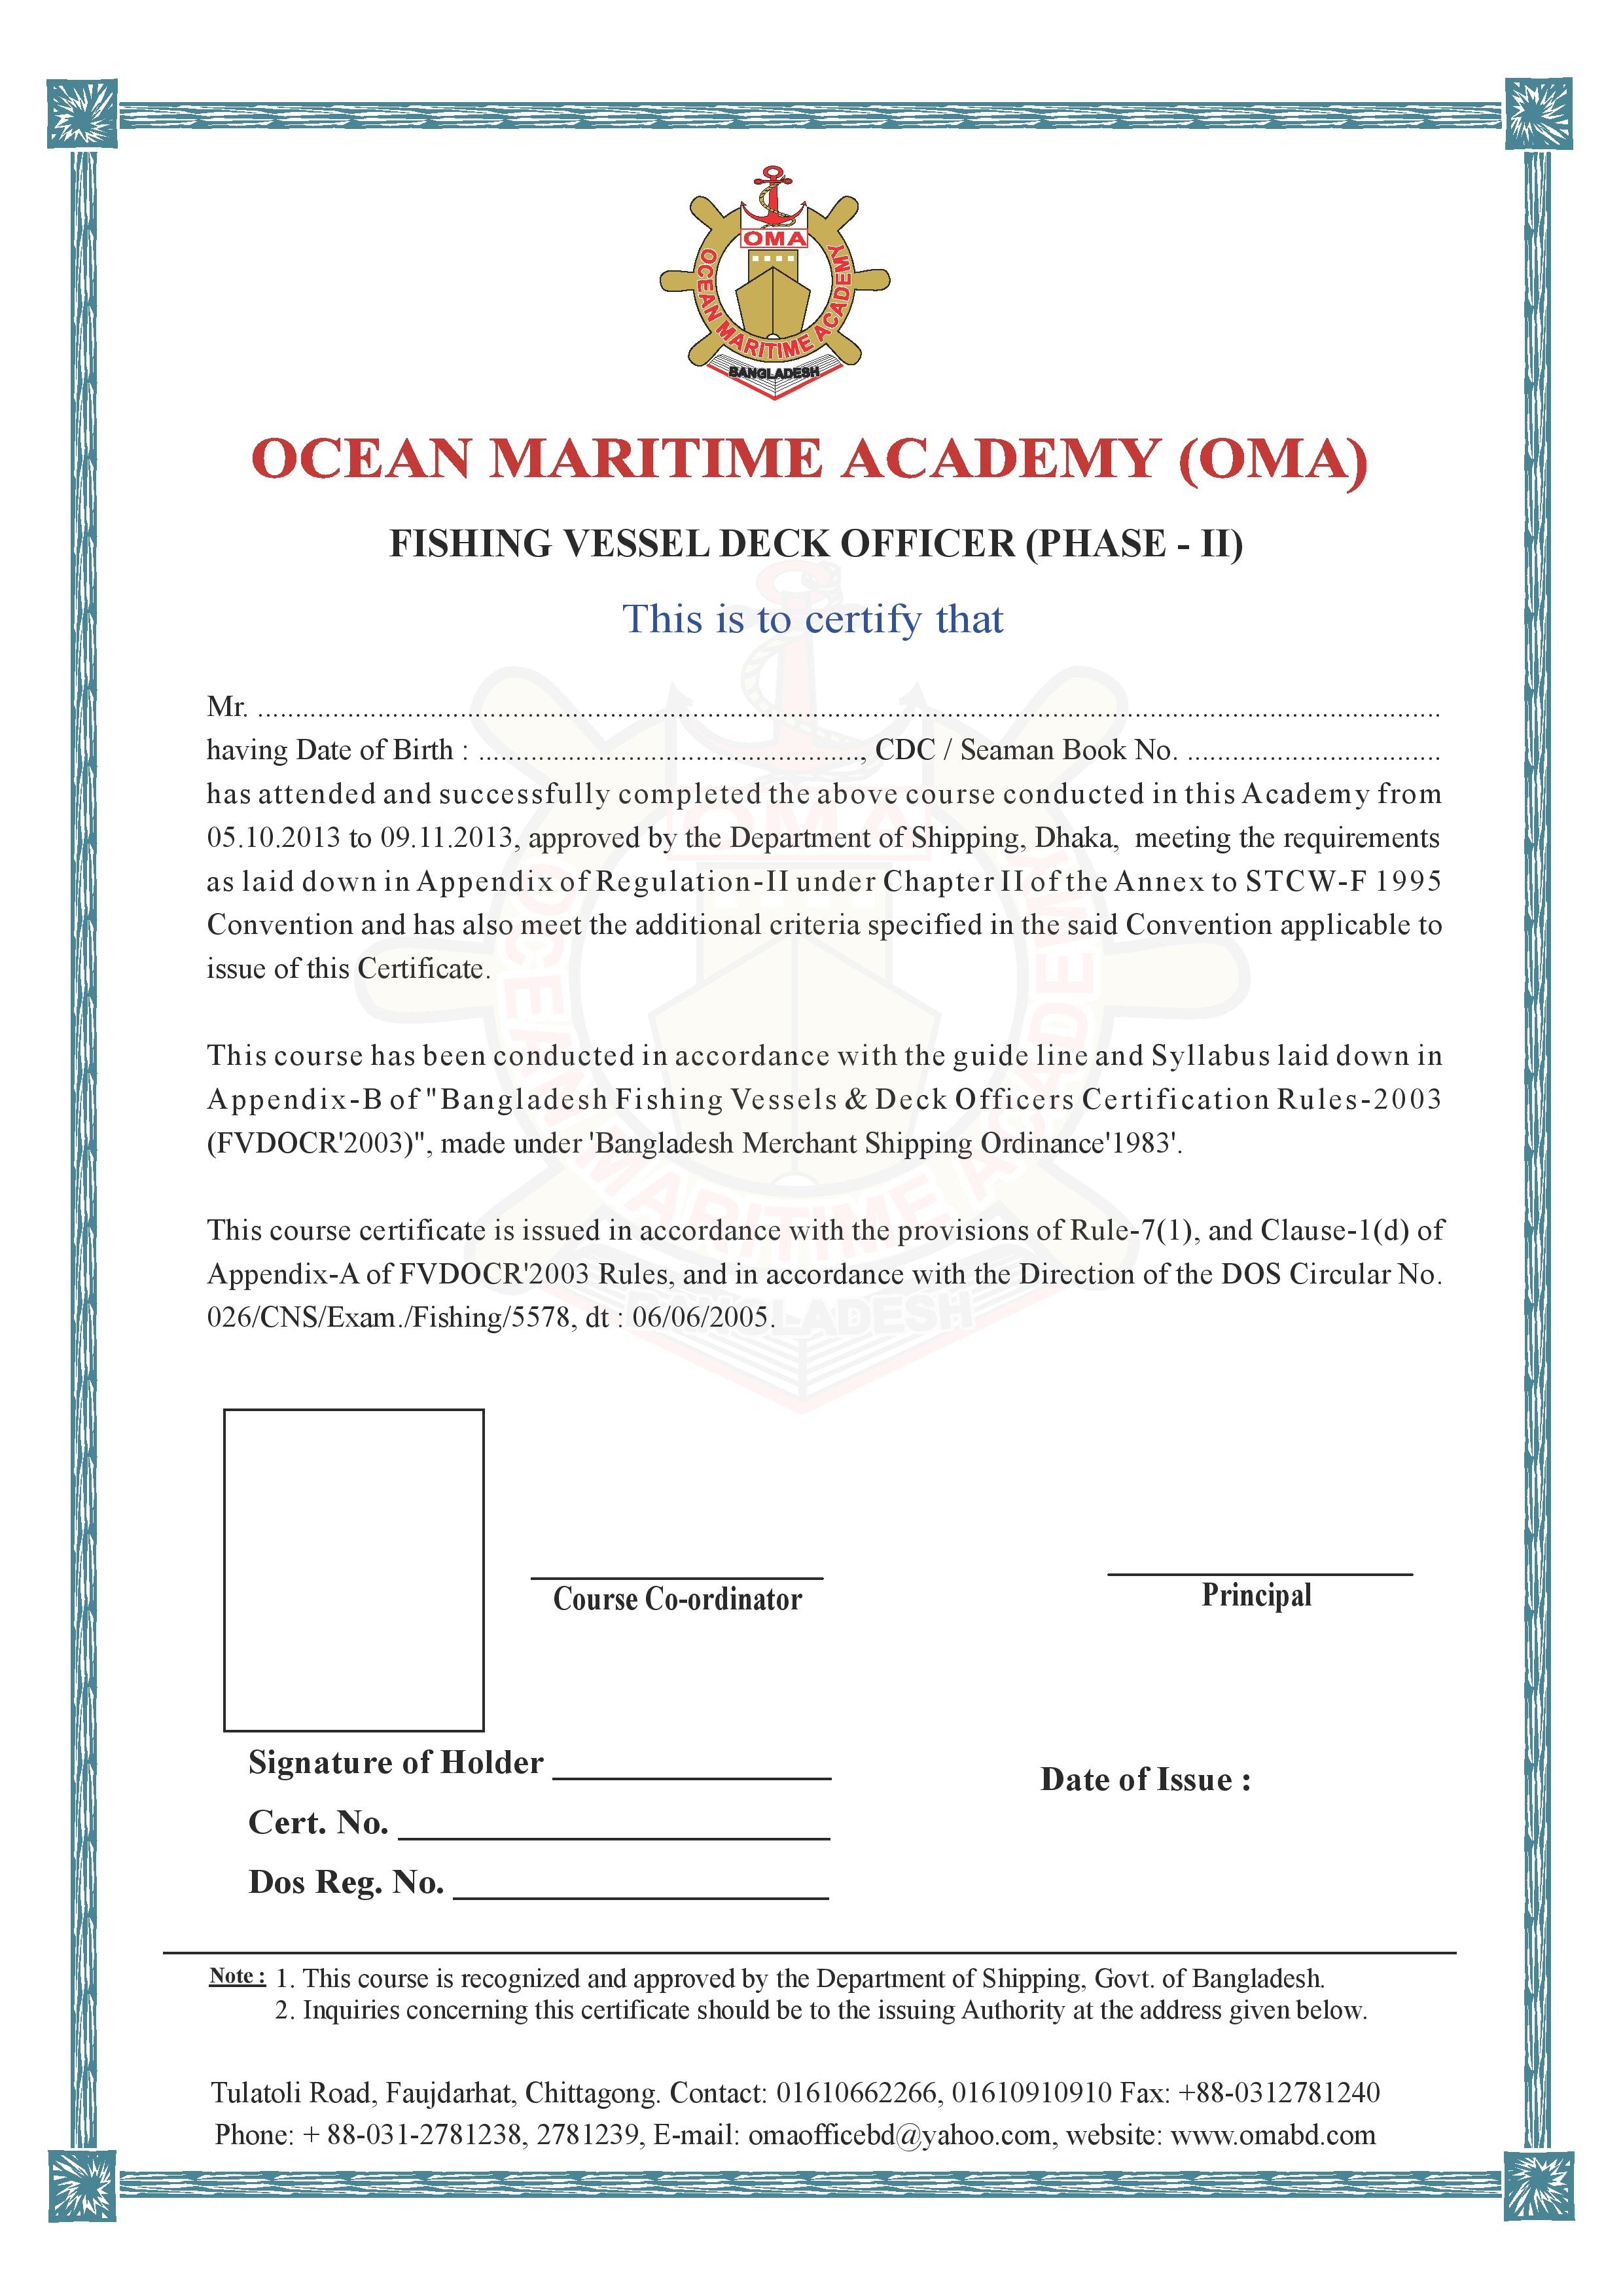 OMA
OCEAN MARITIME ACADEMY
BANGLADESH
OCEAN MARITIME ACADEMY (OMA)
FISHING VESSEL DECK OFFICER (PHASE - II)
This is to certify that
Mr. ................................................................................
having Date of Birth : ..................................................., CDC / Seaman Book No. ..................................
has attended and successfully completed the above course conducted in this Academy from
05.10.2013 to 09.11.2013, approved by the Department of Shipping, Dhaka, meeting the requirements
as laid down in Appendix of Regulation-II under Chapter II of the Annex to STCW-F 1995
Convention and has also meet the additional criteria specified in the said Convention applicable to
issue of this Certificate.
This course has been conducted in accordance with the guide line and Syllabus laid down in
Appendix-B of "Bangladesh Fishing Vessels & Deck Officers Certification Rules-2003
(FVDOCR'2003)", made under 'Bangladesh Merchant Shipping Ordinance'1983'.
This course certificate is issued in accordance with the provisions of Rule-7(1), and Clause-1(d) of
Appendix-A of FVDOCR'2003 Rules, and in accordance with the Direction of the DOS Circular No.
026/CNS/Exam./Fishing/5578, dt : 06/06/2005.
OMA
OCEAN MARITIME ACADEMY
BANGLADESH
Course Co-ordinator
Principal
Signature of Holder
Date of Issue :
Cert. No.
Dos Reg. No.
Note : 1. This course is recognized and approved by the Department of Shipping, Govt. of Bangladesh.
2. Inquiries concerning this certificate should be to the issuing Authority at the address given below.
Tulatoli Road, Faujdarhat, Chittagong. Contact: 01610662266, 01610910910 Fax: +88-0312781240
Phone: + 88-031-2781238, 2781239, E-mail: omaofficebd@yahoo.com, website: www.omabd.com